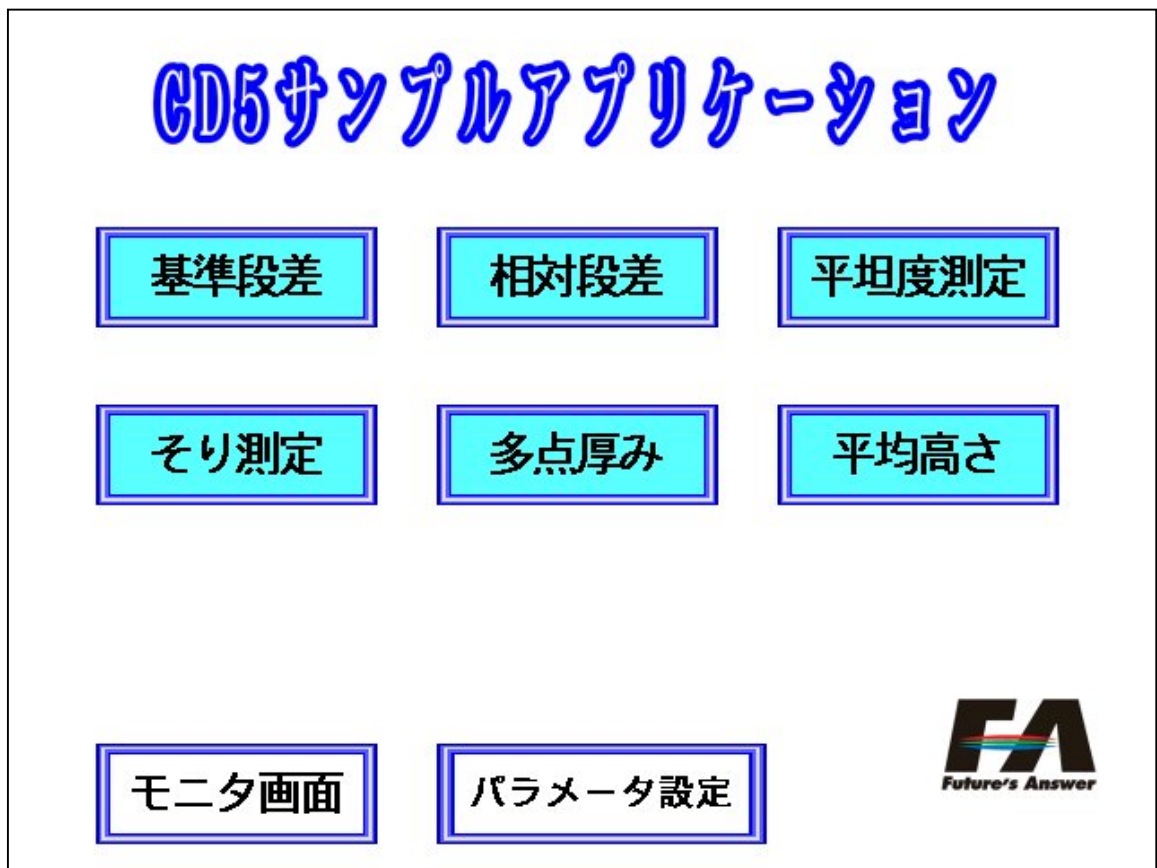 CD5サンプルアプリケーション
基準段差 相対段差 平坦度測定
そり測定 多点厚み 平均高さ
モニタ画面 パラメータ設定
FA
Future's Answer